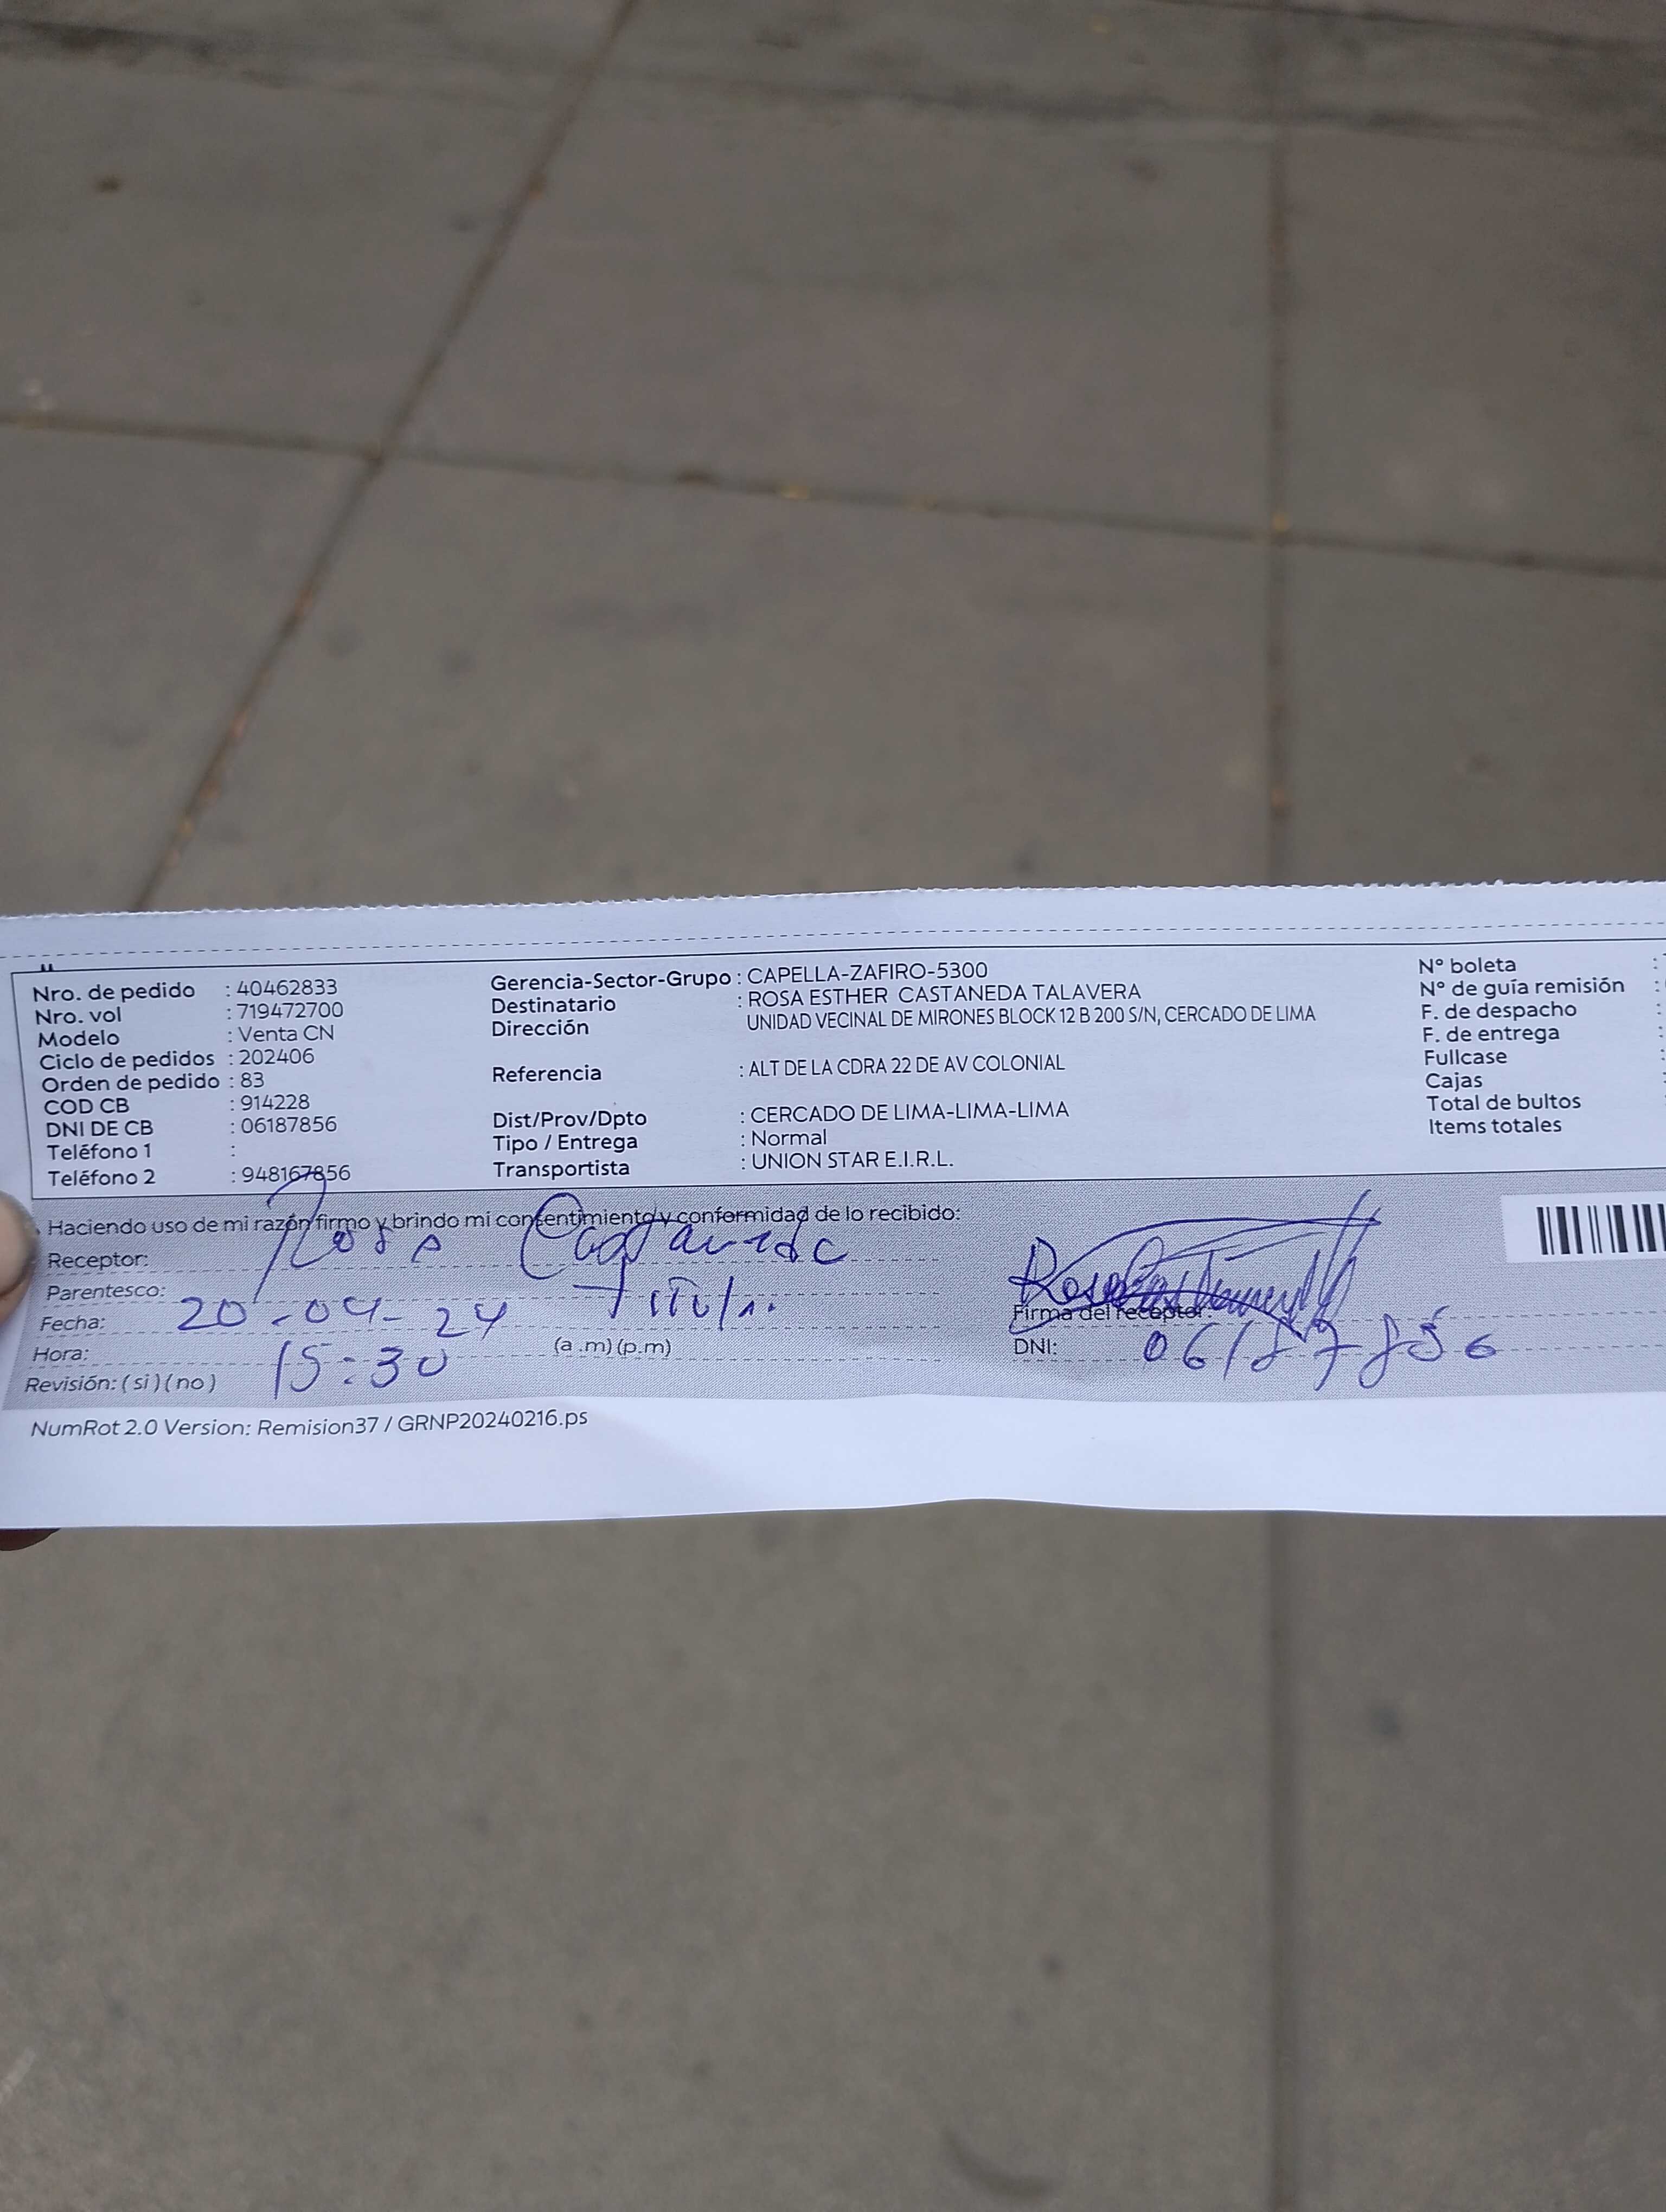 Nro. de pedido : 40462833
Nro. vol : 719472700
Modelo : Venta CN
Ciclo de pedidos : 202406
Orden de pedido : 83
COD CB : 914228
DNI DE CB : 06187856
Teléfono 1 :
Teléfono 2 : 948167856
Gerencia-Sector-Grupo : CAPELLA-ZAFIRO-5300
Destinatario : ROSA ESTHER CASTANEDA TALAVERA
Dirección UNIDAD VECINAL DE MIRONES BLOCK 12 B 200 S/N, CERCADO DE LIMA
Referencia : ALT DE LA CDRA 22 DE AV COLONIAL
Dist/Prov/Dpto : CERCADO DE LIMA-LIMA-LIMA
Tipo / Entrega : Normal
Transportista : UNION STAR E.I.R.L.
N° boleta :
N° de guía remisión :
F. de despacho :
F. de entrega :
Fullcase :
Cajas :
Total de bultos :
Items totales :
Haciendo uso de mi razón firmo y brindo mi consentimiento y conformidad de lo recibido:
Receptor: Rosa Castaneda
Parentesco: Titular
Fecha: 20-04-24
Hora: 15:30 (a .m) (p.m)
Revisión: ( si ) ( no )
Firma del receptor:
DNI: 06187856
NumRot 2.0 Version: Remision37 / GRNP20240216.ps